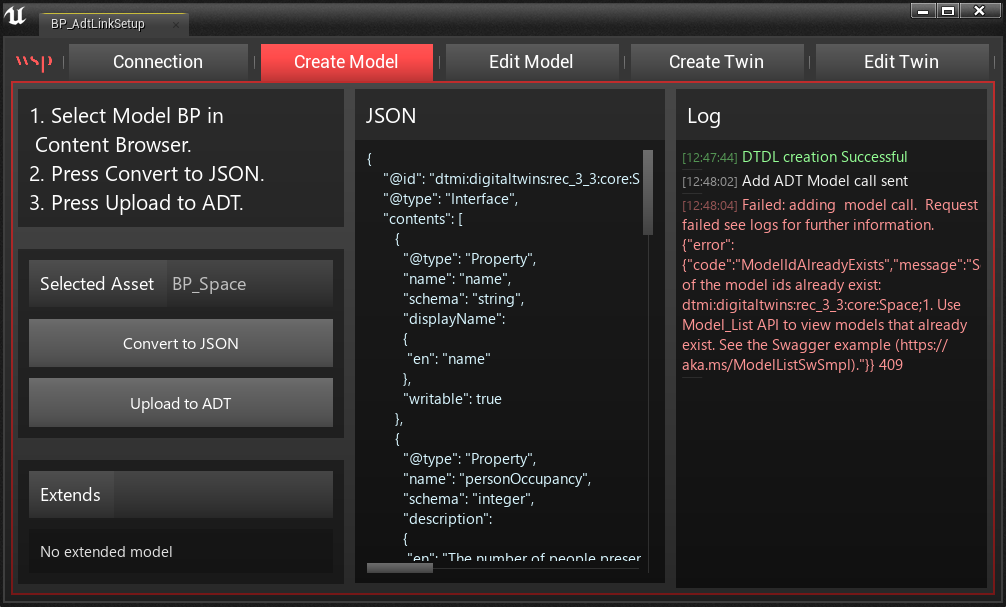 BP_AdtLinkSetup
wsp
Connection
Create Model
Edit Model
Create Twin
Edit Twin
1. Select Model BP in
Content Browser.
2. Press Convert to JSON.
3. Press Upload to ADT.
Selected Asset BP_Space
Convert to JSON
Upload to ADT
Extends
No extended model
JSON
{
"@id": "dtmi:digitaltwins:rec_3_3:core:S
"@type": "Interface",
"contents": [
{
"@type": "Property",
"name": "name",
"schema": "string",
"displayName":
{
"en": "name"
},
"writable": true
},
{
"@type": "Property",
"name": "personOccupancy",
"schema": "integer",
"description":
{
"en": "The number of people preser
Log
[12:47:44] DTDL creation Successful
[12:48:02] Add ADT Model call sent
[12:48:04] Failed: adding  model call.  Request
failed see logs for further information.
{"error":
{"code":"ModelIdAlreadyExists","message":"S
of the model ids already exist:
dtmi:digitaltwins:rec_3_3:core:Space;1. Use
Model_List API to view models that already
exist. See the Swagger example (https://
aka.ms/ModelListSwSmpl)."}} 409